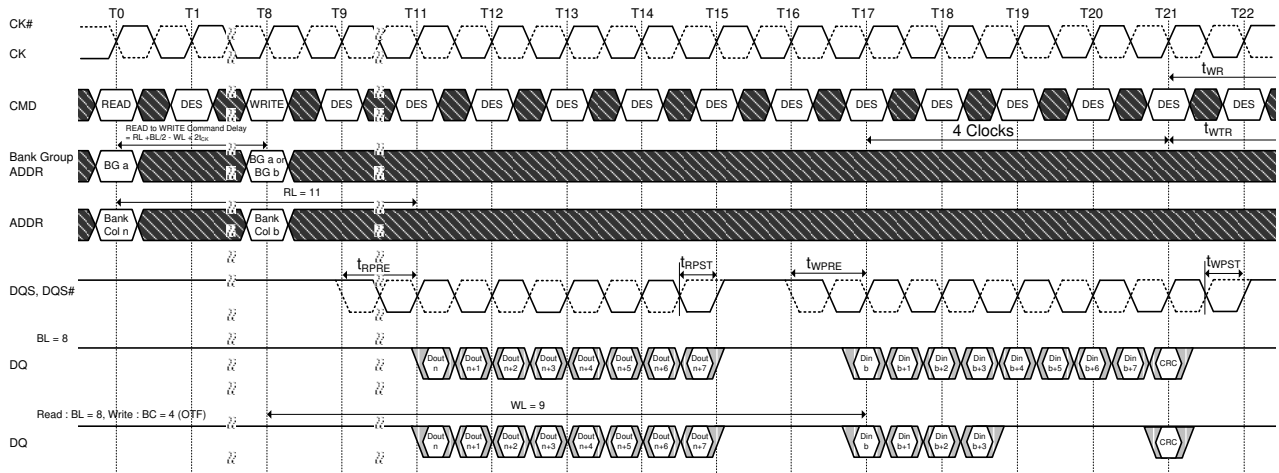 CK# T0 T1 T8 T9 T11 T12 T13 T14 T15 T16 T17 T18 T19 T20 T21 T22
CK
tWR
CMD READ DES WRITE DES DES DES DES DES DES DES DES DES DES DES DES DES
READ to WRITE Command Delay
= RL +BL/2 - WL + 2tCK
4 Clocks tWTR
Bank Group
ADDR
BG a
BG a or
BG b
RL = 11
ADDR
Bank
Col n
Bank
Col b
tRPRE tRPST tWPRE tWPST
DQS, DQS#
BL = 8
DQ
Dout n Dout n+1 Dout n+2 Dout n+3 Dout n+4 Dout n+5 Dout n+6 Dout n+7 Din b Din b+1 Din b+2 Din b+3 Din b+4 Din b+5 Din b+6 Din b+7 CRC
Read : BL = 8, Write : BC = 4 (OTF) WL = 9
DQ
Dout n Dout n+1 Dout n+2 Dout n+3 Dout n+4 Dout n+5 Dout n+6 Dout n+7 Din b Din b+1 Din b+2 Din b+3 CRC